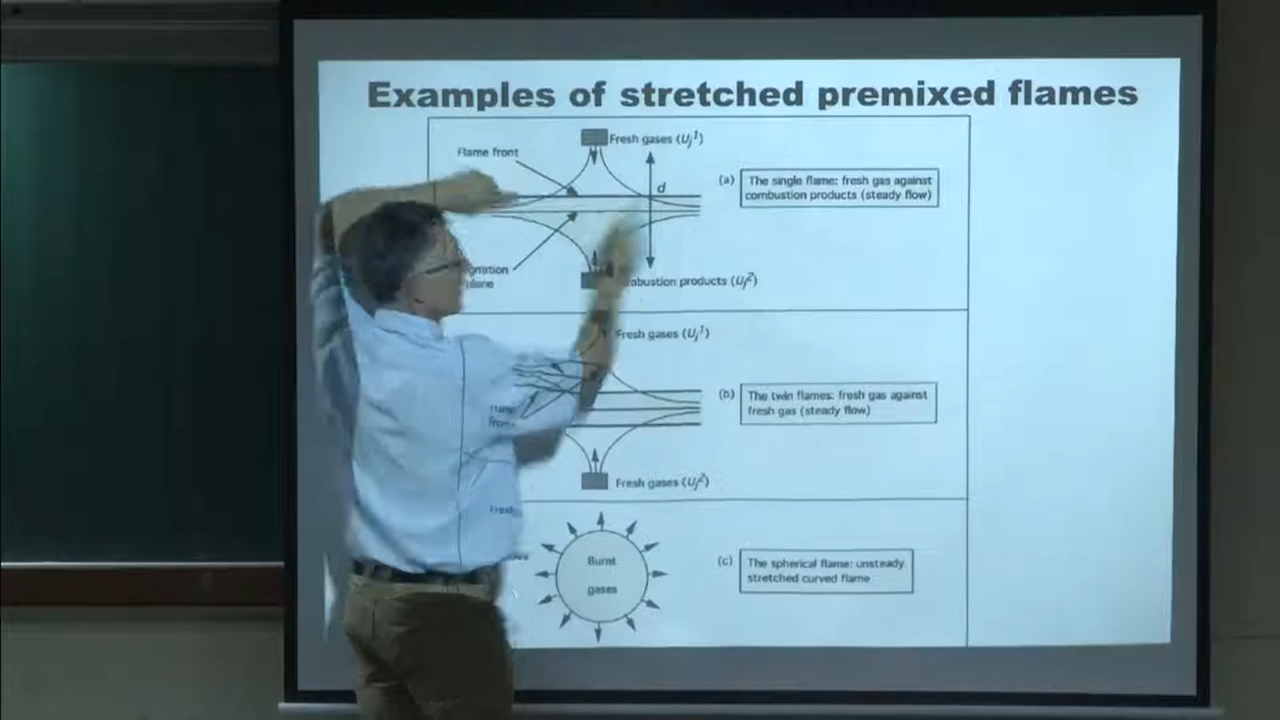 Examples of stretched premixed flames
Fresh gases (U_j^1)
Flame front
d
(a) The single flame: fresh gas against
combustion products (steady flow)
plane
products (U_j^2)
Fresh gases (U_j^1)
(b) The twin flames: fresh gas against
fresh gas (steady flow)
Fresh gases (U_j^2)
Burnt
gases
(c) The spherical flame: unsteady
stretched curved flame